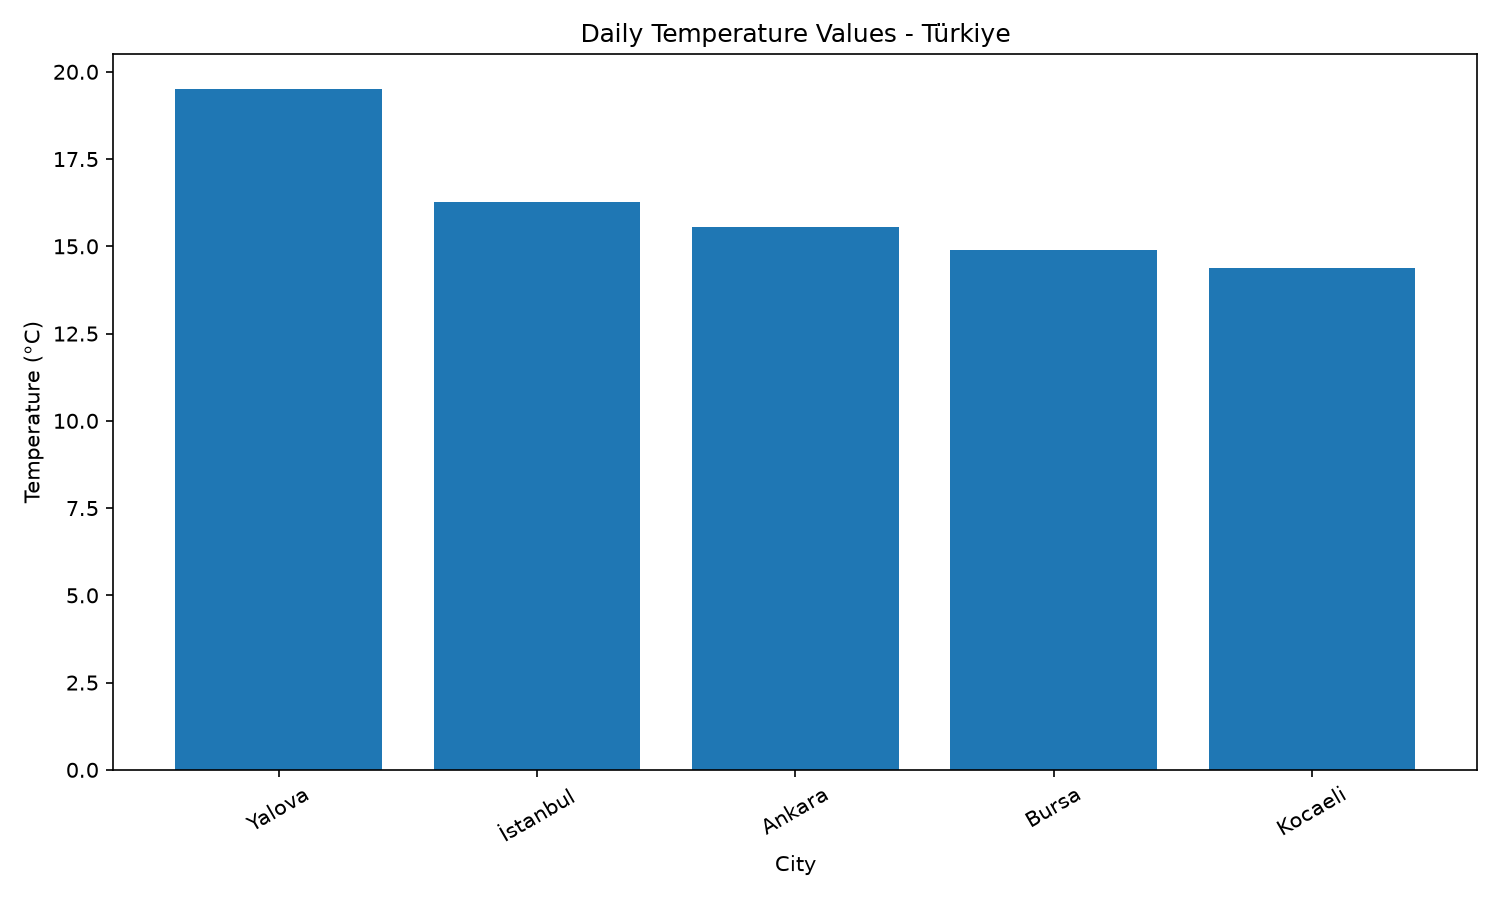 Daily Temperature Values - Türkiye
Temperature (°C)
20.0
17.5
15.0
12.5
10.0
7.5
5.0
2.5
0.0
Yalova
İstanbul
Ankara
Bursa
Kocaeli
City